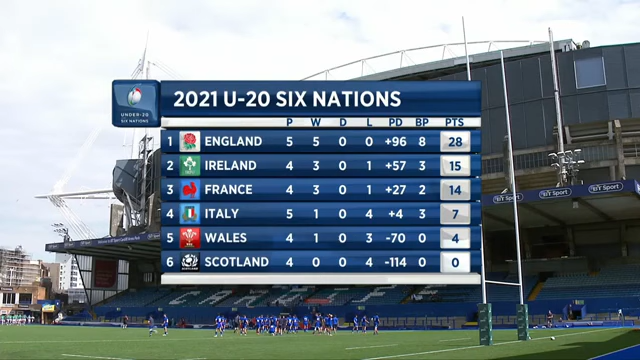 UNDER-20
SIX NATIONS
2021 U-20 SIX NATIONS
P W D L PD BP PTS
1 ENGLAND 5 5 0 0 +96 8 28
2 IRELAND 4 3 0 1 +57 3 15
3 FRANCE 4 3 0 1 +27 2 14
4 ITALY 5 1 0 4 +4 3 7
5 WALES 4 1 0 3 -70 0 4
6 SCOTLAND 4 0 0 4 -114 0 0
BT Sport
BT Sport